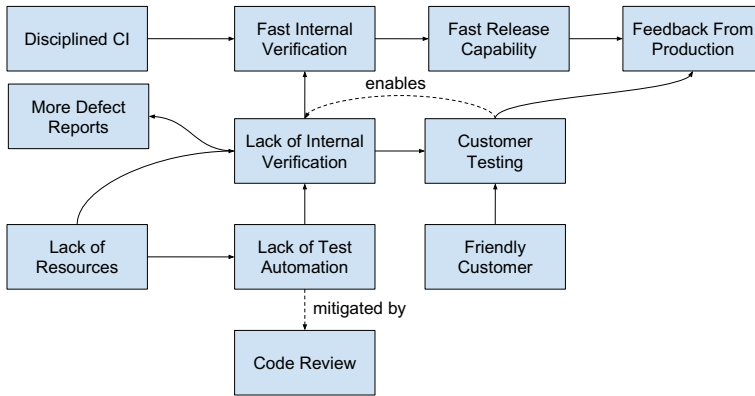 Disciplined CI
Fast Internal
Verification
Fast Release
Capability
Feedback From
Production
enables
More Defect
Reports
Lack of Internal
Verification
Customer
Testing
Lack of
Resources
Lack of Test
Automation
Friendly
Customer
mitigated by
Code Review